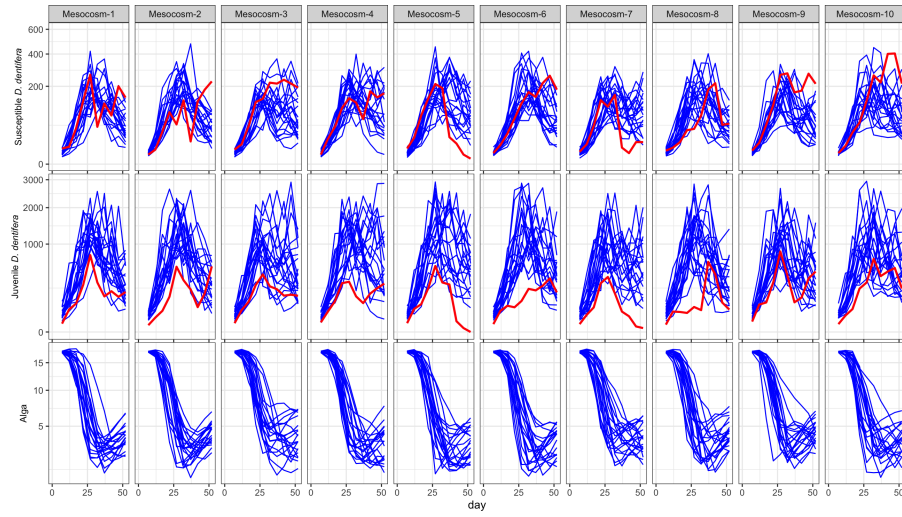 Mesocosm-1 Mesocosm-2 Mesocosm-3 Mesocosm-4 Mesocosm-5 Mesocosm-6 Mesocosm-7 Mesocosm-8 Mesocosm-9 Mesocosm-10
Susceptible D. dentifera
600
400
200
0
Juvenile D. dentifera
3000
2000
1000
0
Alga
15
10
5
0 25 50 0 25 50 0 25 50 0 25 50 0 25 50 0 25 50 0 25 50 0 25 50 0 25 50 0 25 50
day